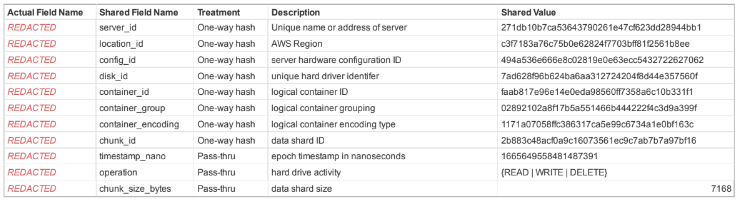 Actual Field Name Shared Field Name Treatment Description Shared Value
REDACTED server_id One-way hash Unique name or address of server 271db10b7ca53643790261e47cf623dd28944bb1
REDACTED location_id One-way hash AWS Region c3f7183a76c75b0e62824f7703bff81f2561b8ee
REDACTED config_id One-way hash server hardware configuration ID 494a536e666e8c02819e0e63ecc5432722627062
REDACTED disk_id One-way hash unique hard driver identifer 7ad628f96b624ba6aa312724204f8d44e357560f
REDACTED container_id One-way hash logical container ID faab817e96e14e0eda98560ff7358a6c10b331f1
REDACTED container_group One-way hash logical container grouping 02892102a8f17b5a551466b444222f4c3d9a399f
REDACTED container_encoding One-way hash logical container encoding type 1171a07058ffc386317ca5e99c6734a1e0bf163c
REDACTED chunk_id One-way hash data shard ID 2b883c48acf0a9c16073561ec9c7ab7b7a97bf16
REDACTED timestamp_nano Pass-thru epoch timestamp in nanoseconds 1665649558481487391
REDACTED operation Pass-thru hard drive activity {READ | WRITE | DELETE}
REDACTED chunk_size_bytes Pass-thru data shard size 7168